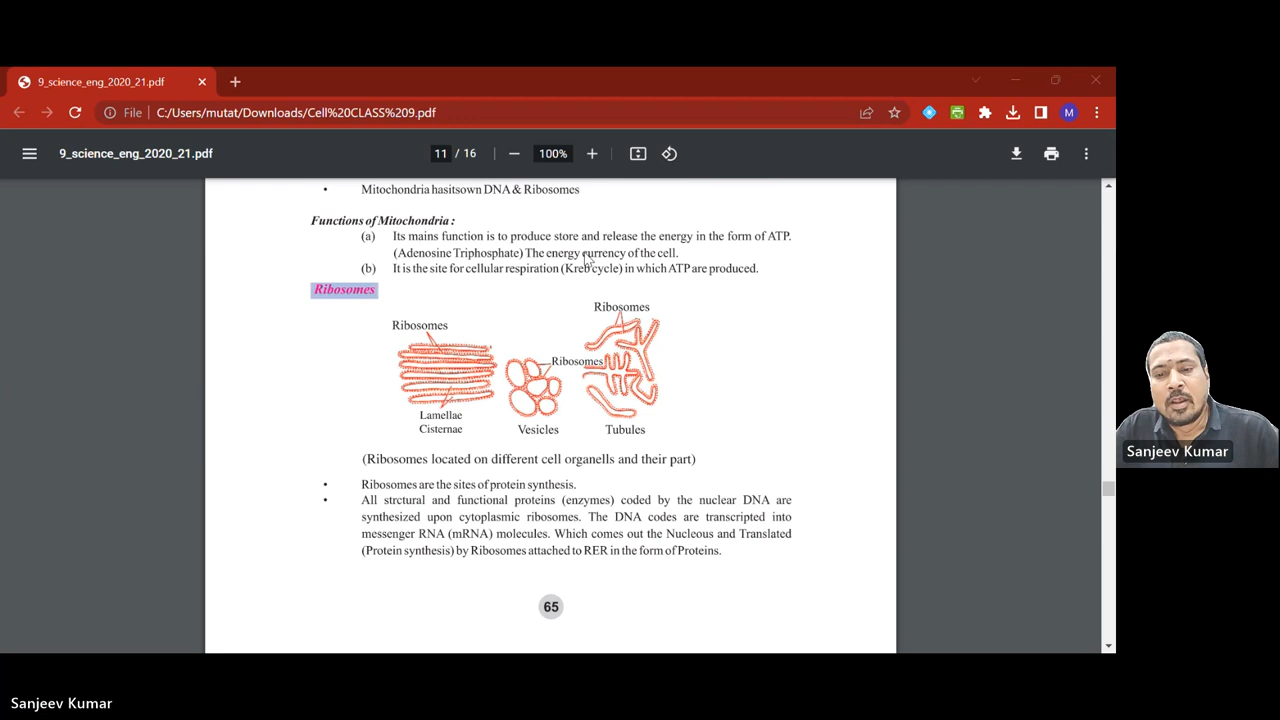 9_science_eng_2020_21.pdf
File C:/Users/mutat/Downloads/Cell%20CLASS%209.pdf
M
9_science_eng_2020_21.pdf
11 / 16
100%
• Mitochondria hasitsown DNA & Ribosomes
Functions of Mitochondria :
(a) Its mains function is to produce store and release the energy in the form of ATP.
(Adenosine Triphosphate) The energy currency of the cell.
(b) It is the site for cellular respiration (Kreb cycle) in which ATP are produced.
Ribosomes
Ribosomes
Ribosomes
Ribosomes
Lamellae
Cisternae
Vesicles
Tubules
(Ribosomes located on different cell organells and their part)
• Ribosomes are the sites of protein synthesis.
• All strctural and functional proteins (enzymes) coded by the nuclear DNA are
synthesized upon cytoplasmic ribosomes. The DNA codes are transcripted into
messenger RNA (mRNA) molecules. Which comes out the Nucleous and Translated
(Protein synthesis) by Ribosomes attached to RER in the form of Proteins.
65
Sanjeev Kumar
Sanjeev Kumar